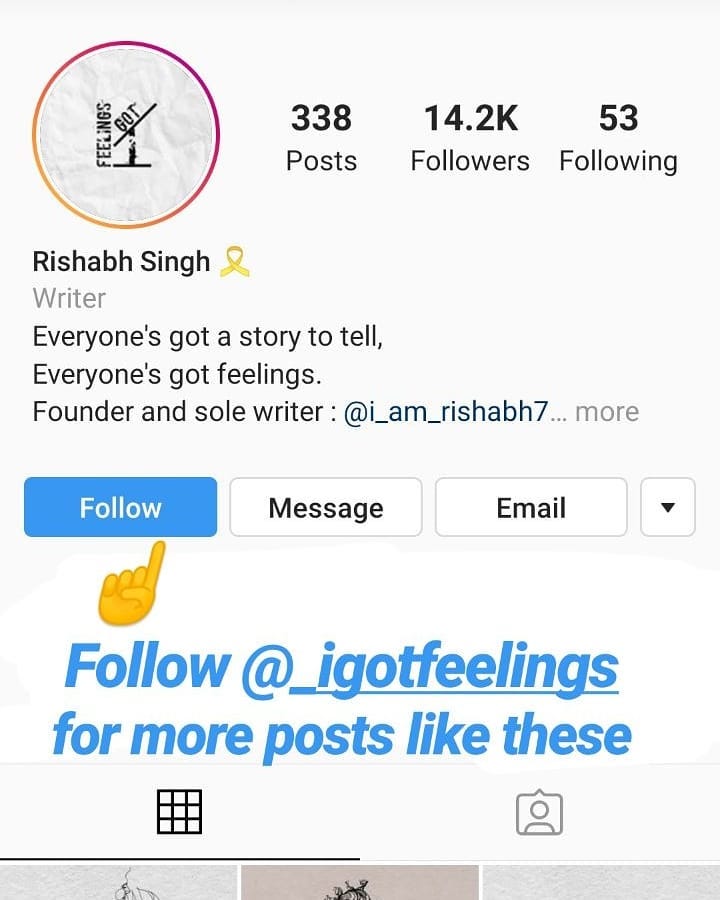 FEELINGS
GOT
338
14.2K
53
Posts
Followers
Following
Rishabh Singh 🎗
Writer
Everyone's got a story to tell,
Everyone's got feelings.
Founder and sole writer : @i_am_rishabh7... more
Follow
Message
Email
Follow @_igotfeelings
for more posts like these